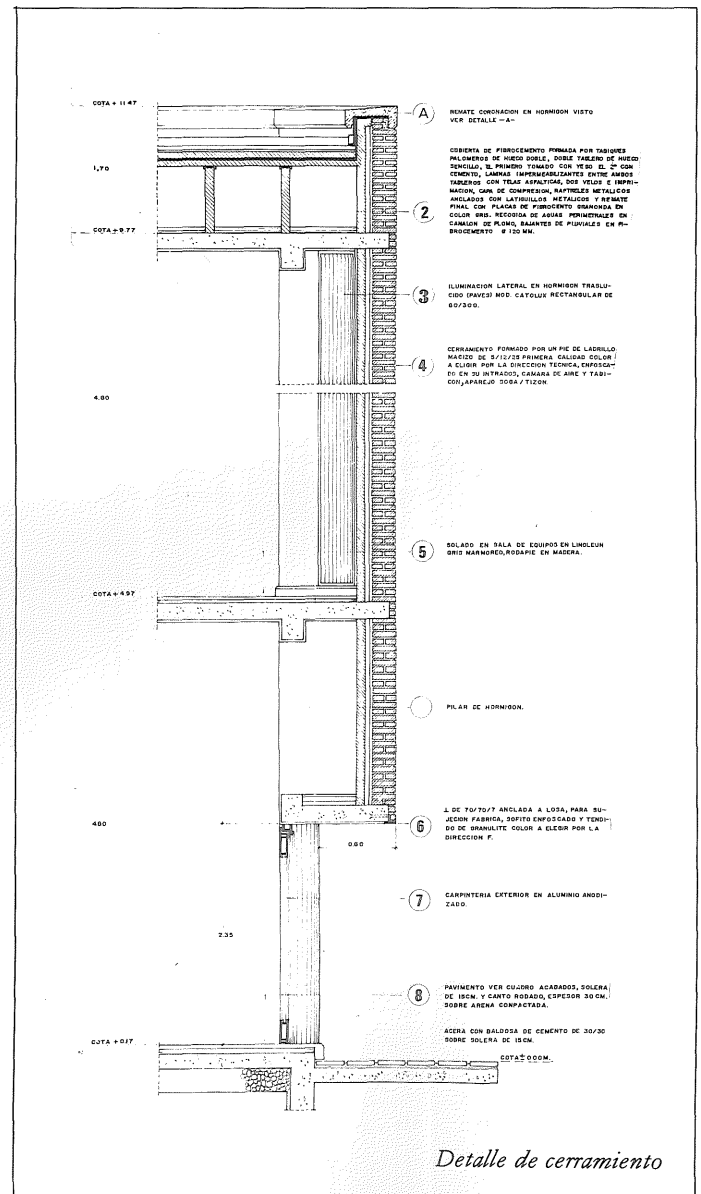 COTA + 11.47
A
REMATE CORONACION EN HORMIGON VISTO
VER DETALLE -A-
1,70
2
CUBIERTA DE FIBROCEMENTO FORMADA POR TABIQUES
PALOMEROS DE HUECO DOBLE, DOBLE TABLERO DE HUECO
SENCILLO, EL PRIMERO TOMADO CON YESO EL 2º CON
CEMENTO, LAMINAS IMPERMEABILIZANTES ENTRE AMBOS
TABLEROS CON TELAS ASFALTICAS, DOS VELOS E IMPRI-
MACION, CAPA DE COMPRESION, RASTRELES METALICOS
ANCLADOS CON LATIGUILLOS METALICOS Y REMATE
FINAL CON PLACAS DE FIBROCENTO GRANONDA EN
COLOR GRIS. RECOGIDA DE AGUAS PERIMETRALES EN
CANALON DE PLOMO, BAJANTES DE PLUVIALES EN FI-
BROCEMENTO Ø 120 MM.
COTA + 9.77
3
ILUMINACION LATERAL EN HORMIGON TRASLU-
CIDO (PAVES) MOD. CATOLUX RECTANGULAR DE
60/300.
4
CERRAMIENTO FORMADO POR UN PIE DE LADRILLO
MACIZO DE 5/12/25 PRIMERA CALIDAD COLOR
A ELIGIR POR LA DIRECCION TECNICA, ENFOSCA-
DO EN SU INTRADOS, CAMARA DE AIRE Y TABI-
CON, APAREJO SOGA / TIZON.
4.80
5
SOLADO EN SALA DE EQUIPOS EN LINOLEUN
GRIS MARMOREO, RODAPIE EN MADERA.
COTA + 4.97
PILAR DE HORMIGON.
4.80
6
⊥ DE 70/70/7 ANCLADA A LOSA, PARA SU-
JECION FABRICA, SOFITO ENFOSCADO Y TENDI-
DO DE GRANULITE COLOR A ELEGIR POR LA
DIRECCION F.
0.60
7
CARPINTERIA EXTERIOR EN ALUMINIO ANODI-
ZADO.
2.35
8
PAVIMENTO VER CUADRO ACABADOS, SOLERA
DE 15CM. Y CANTO RODADO, ESPESOR 30 CM.
SOBRE ARENA COMPACTADA.
ACERA CON BALDOSA DE CEMENTO DE 30/30
SOBRE SOLERA DE 15CM.
COTA + 0.17
COTA ± 0.00 M.
Detalle de cerramiento